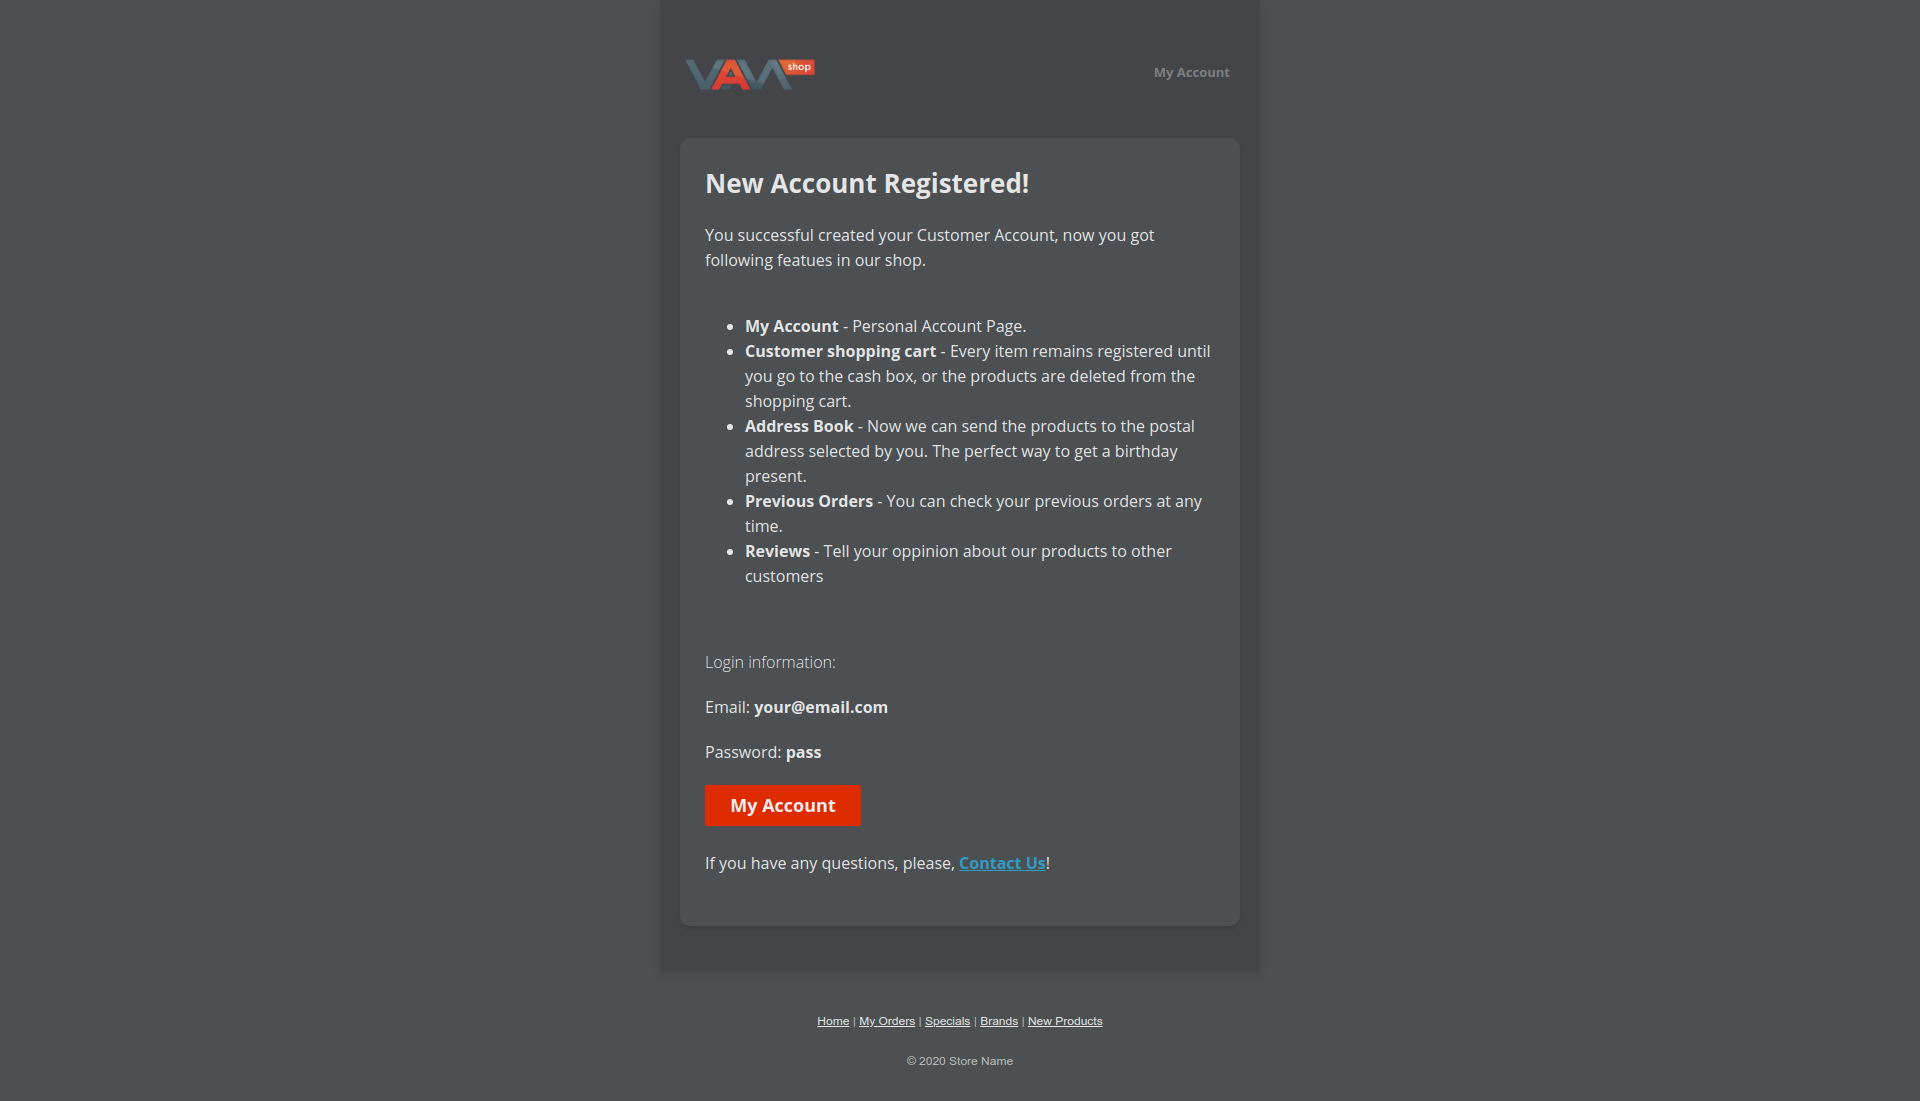 VAM shop
My Account
New Account Registered!
You successful created your Customer Account, now you got
following featues in our shop.
• My Account - Personal Account Page.
• Customer shopping cart - Every item remains registered until
you go to the cash box, or the products are deleted from the
shopping cart.
• Address Book - Now we can send the products to the postal
address selected by you. The perfect way to get a birthday
present.
• Previous Orders - You can check your previous orders at any
time.
• Reviews - Tell your oppinion about our products to other
customers
Login information:
Email: your@email.com
Password: pass
My Account
If you have any questions, please, Contact Us!
Home | My Orders | Specials | Brands | New Products
© 2020 Store Name